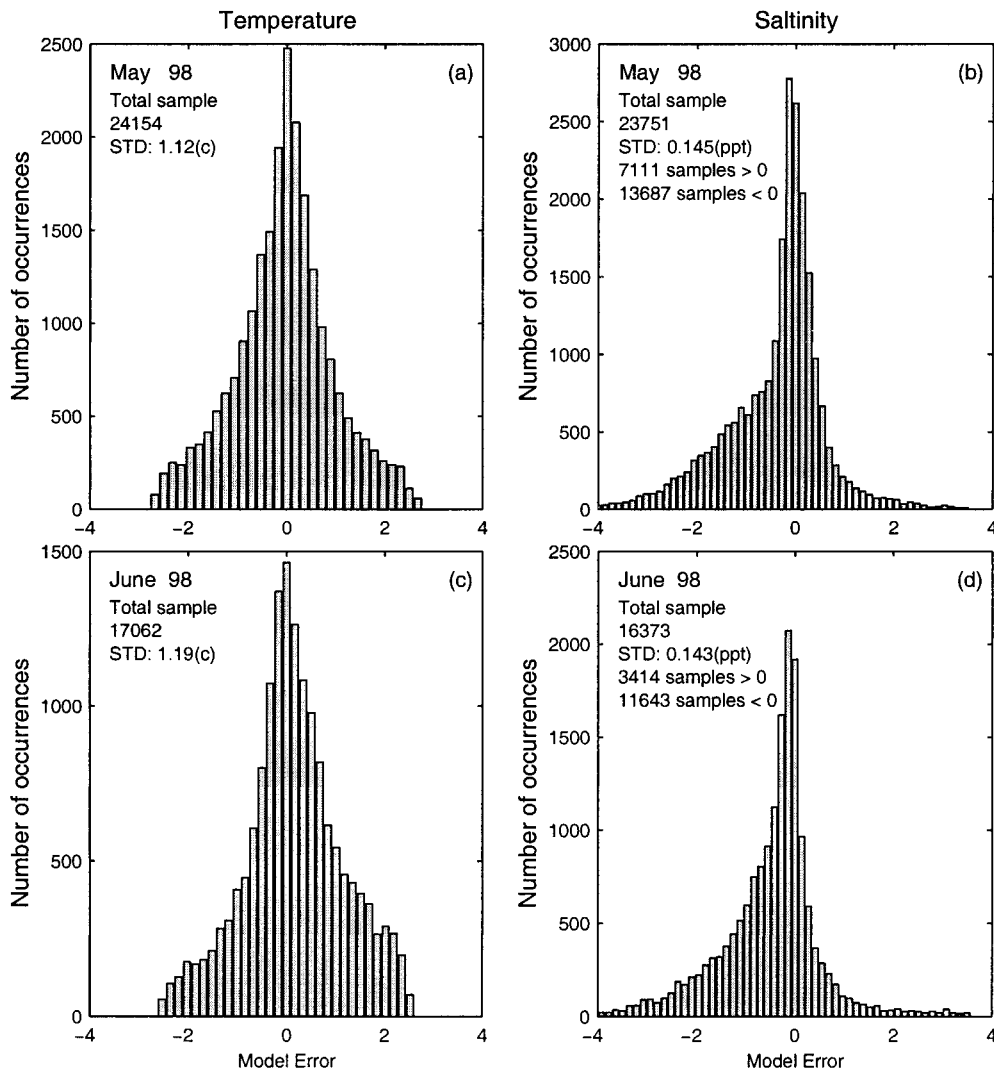 Temperature
Saltinity
2500
2000
1500
1000
500
0
−4
−2
0
2
4
Number of occurrences
May 98
(a)
Total sample
24154
STD: 1.12(c)
3000
2500
2000
1500
1000
500
0
−4
−2
0
2
4
Number of occurrences
May 98
(b)
Total sample
23751
STD: 0.145(ppt)
7111 samples > 0
13687 samples < 0
1500
1000
500
0
−4
−2
0
2
4
Number of occurrences
June 98
(c)
Total sample
17062
STD: 1.19(c)
Model Error
2500
2000
1500
1000
500
0
−4
−2
0
2
4
Number of occurrences
June 98
(d)
Total sample
16373
STD: 0.143(ppt)
3414 samples > 0
11643 samples < 0
Model Error